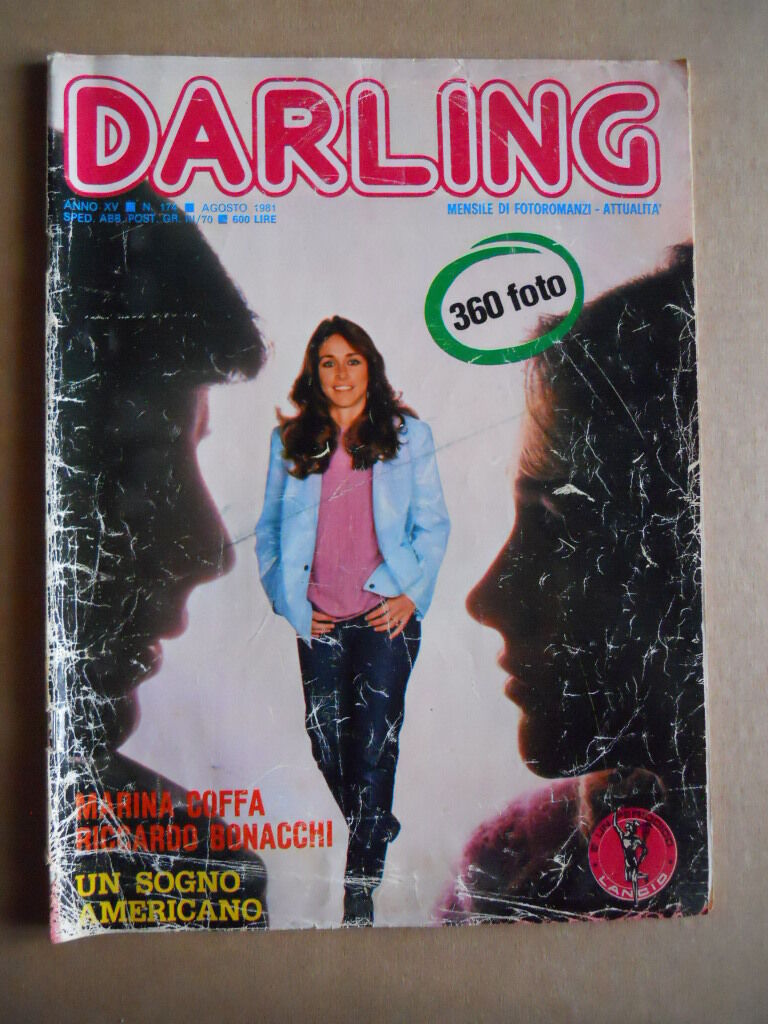 DARLING
ANNO XV ■ N. 174 ■ AGOSTO 1981
SPED. ABB. POST. GR. III/70 ■ 600 LIRE
MENSILE DI FOTOROMANZI - ATTUALITA'
360 foto
MARINA COFFA
RICCARDO BONACCHI
UN SOGNO
AMERICANO
LANCIO